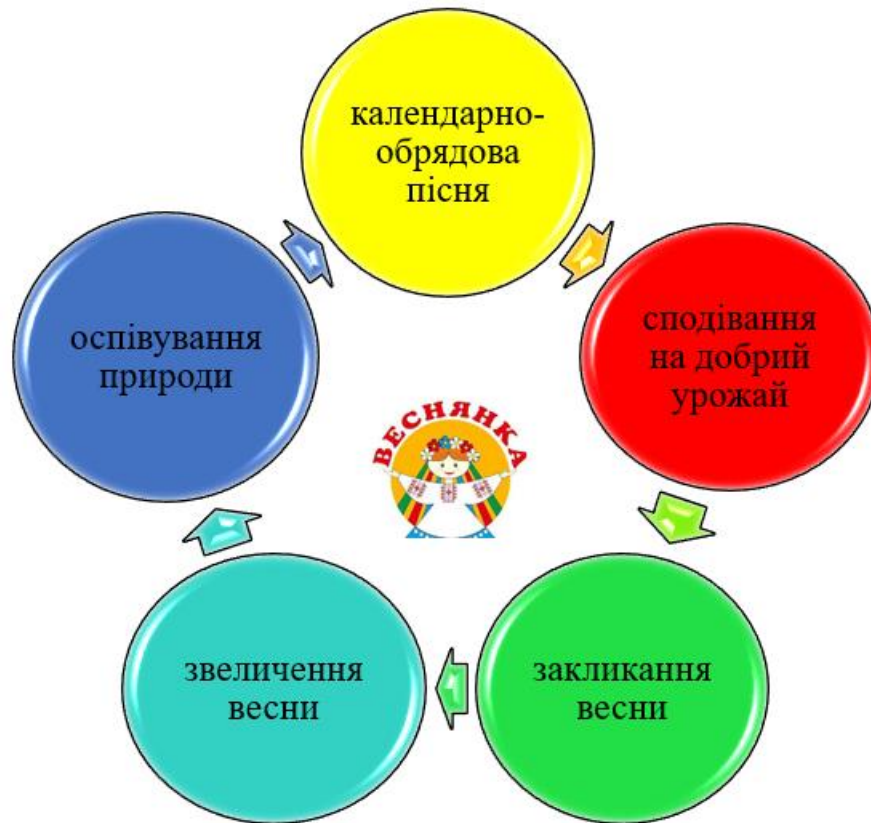 календарно-
обрядова
пісня
сподівання
на добрий
урожай
закликання
весни
звеличення
весни
оспівування
природи
ВЕСНЯНКА